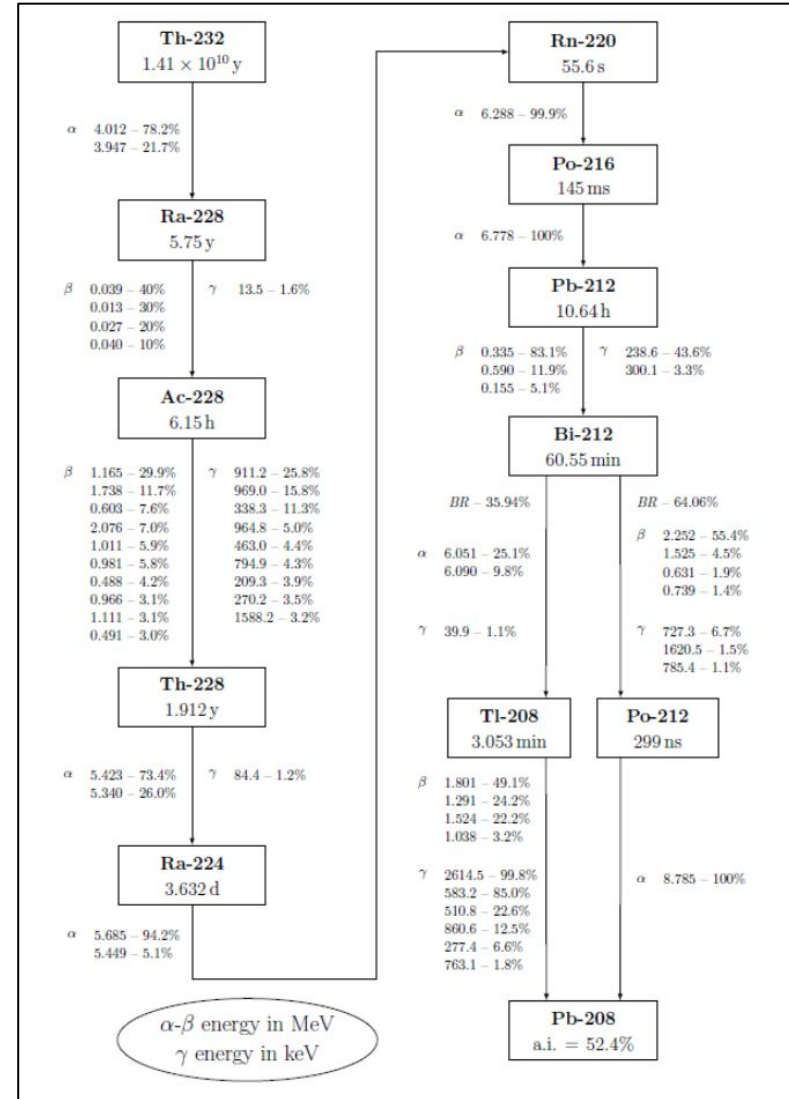 Th-232
1.41 × 10¹⁰ y
α 4.012 – 78.2%
3.947 – 21.7%
Ra-228
5.75 y
β 0.039 – 40% γ 13.5 – 1.6%
0.013 – 30%
0.027 – 20%
0.040 – 10%
Ac-228
6.15 h
β 1.165 – 29.9% γ 911.2 – 25.8%
1.738 – 11.7% 969.0 – 15.8%
0.603 – 7.6% 338.3 – 11.3%
2.076 – 7.0% 964.8 – 5.0%
1.011 – 5.9% 463.0 – 4.4%
0.981 – 5.8% 794.9 – 4.3%
0.488 – 4.2% 209.3 – 3.9%
0.966 – 3.1% 270.2 – 3.5%
1.111 – 3.1% 1588.2 – 3.2%
0.491 – 3.0%
Th-228
1.912 y
α 5.423 – 73.4% γ 84.4 – 1.2%
5.340 – 26.0%
Ra-224
3.632 d
α 5.685 – 94.2%
5.449 – 5.1%
α-β energy in MeV
γ energy in keV
Rn-220
55.6 s
α 6.288 – 99.9%
Po-216
145 ms
α 6.778 – 100%
Pb-212
10.64 h
β 0.335 – 83.1% γ 238.6 – 43.6%
0.590 – 11.9% 300.1 – 3.3%
0.155 – 5.1%
Bi-212
60.55 min
BR – 35.94%
α 6.051 – 25.1%
6.090 – 9.8%
γ 39.9 – 1.1%
BR – 64.06%
β 2.252 – 55.4%
1.525 – 4.5%
0.631 – 1.9%
0.739 – 1.4%
γ 727.3 – 6.7%
1620.5 – 1.5%
785.4 – 1.1%
Tl-208
3.053 min
β 1.801 – 49.1%
1.291 – 24.2%
1.524 – 22.2%
1.038 – 3.2%
γ 2614.5 – 99.8%
583.2 – 85.0%
510.8 – 22.6%
860.6 – 12.5%
277.4 – 6.6%
763.1 – 1.8%
Po-212
299 ns
α 8.785 – 100%
Pb-208
a.i. = 52.4%